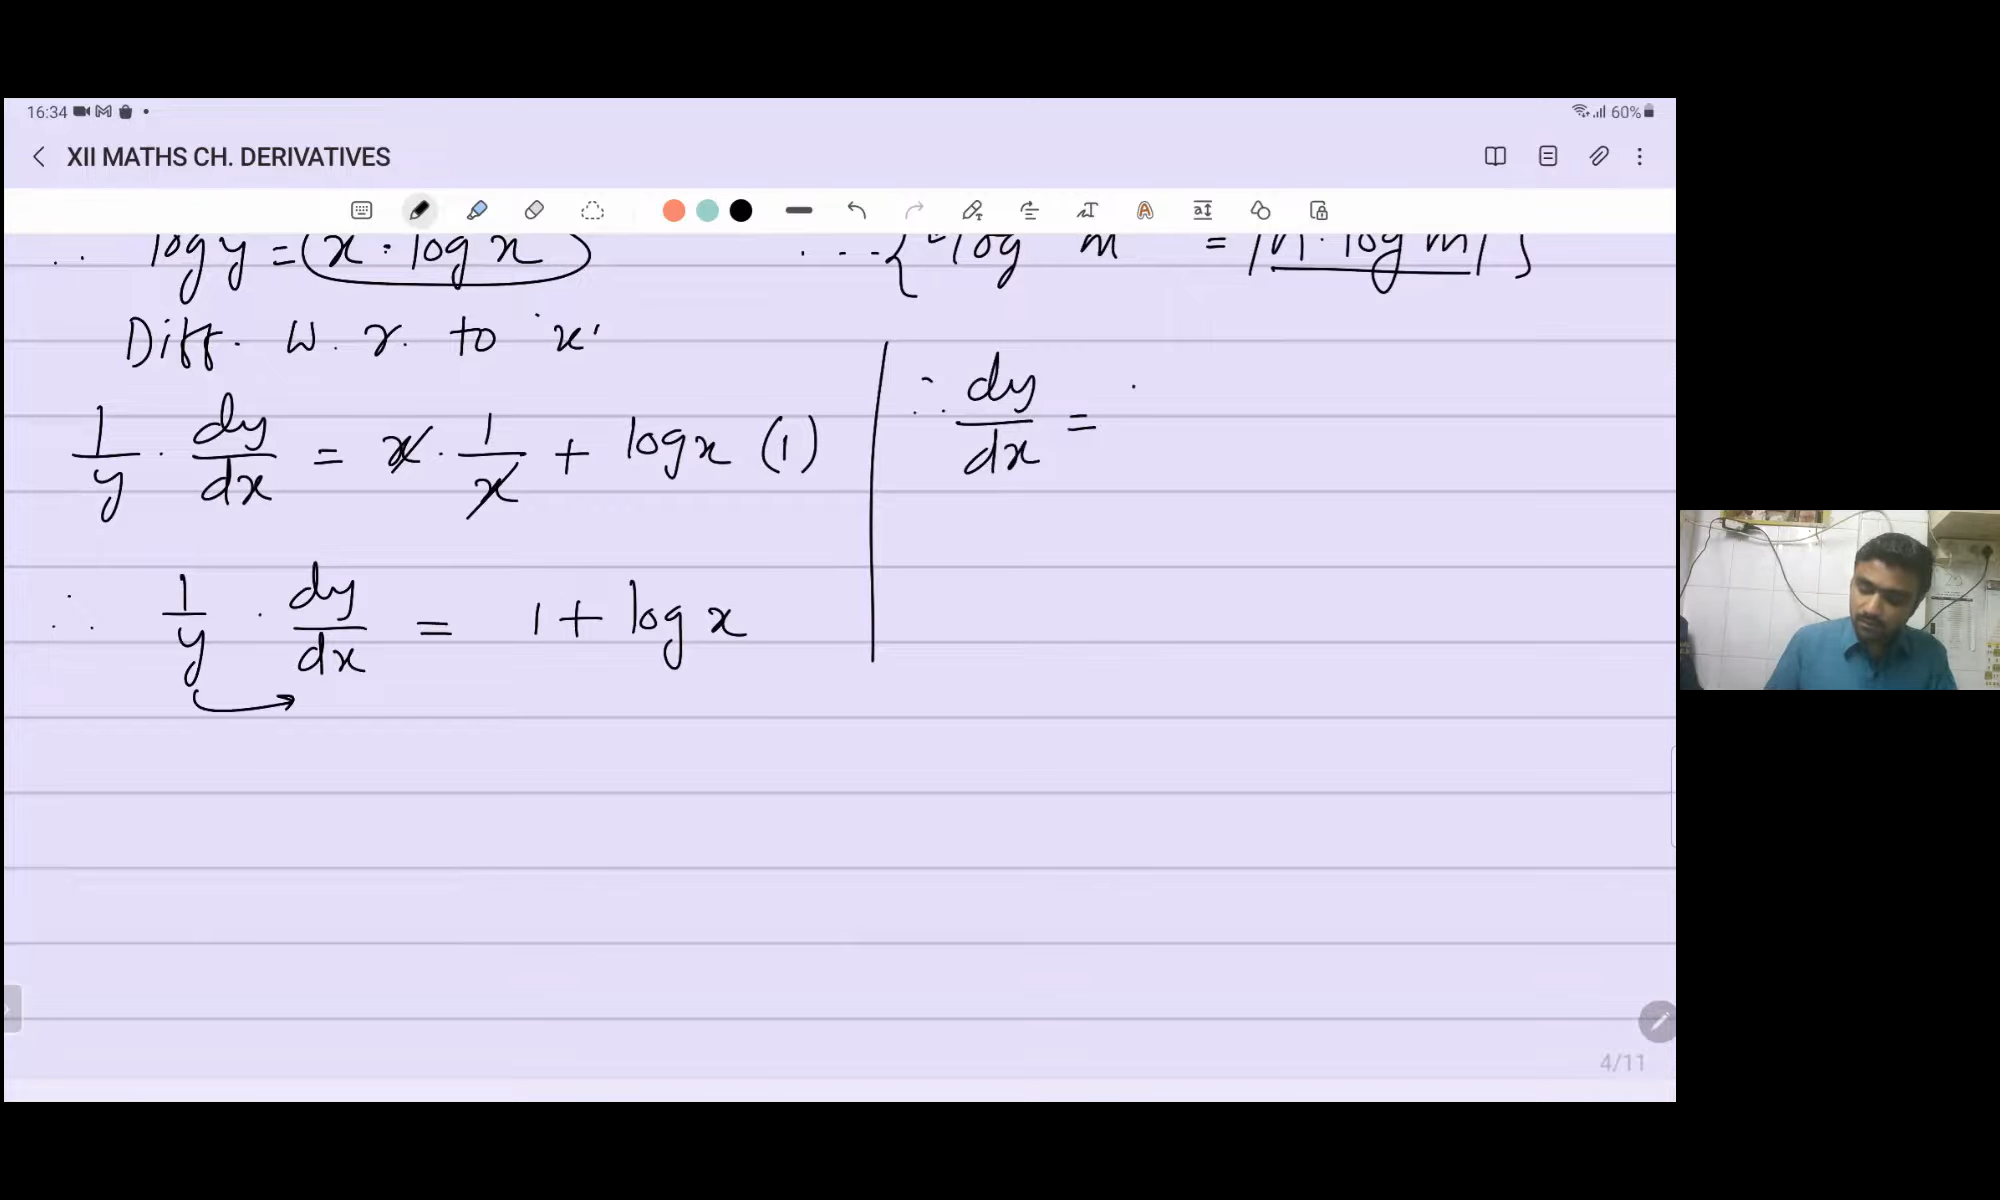 16:34
60%
XII MATHS CH. DERIVATIVES
∴ log y = (x · log x) ---{ log m = |n · log m| }
Diff. w. r. to 'x'
1/y · dy/dx = x · 1/x + log x (1)
∴ 1/y · dy/dx = 1 + log x
∴ dy/dx =
4/11